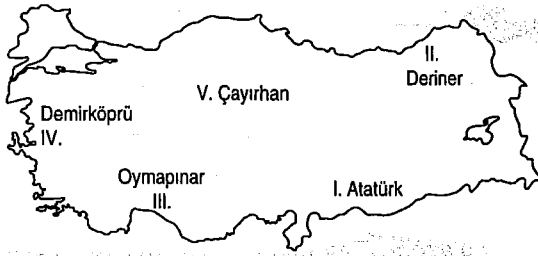 II.
Deriner
V. Çayırhan
Demirköprü
IV.
Oymapınar
III.
I. Atatürk